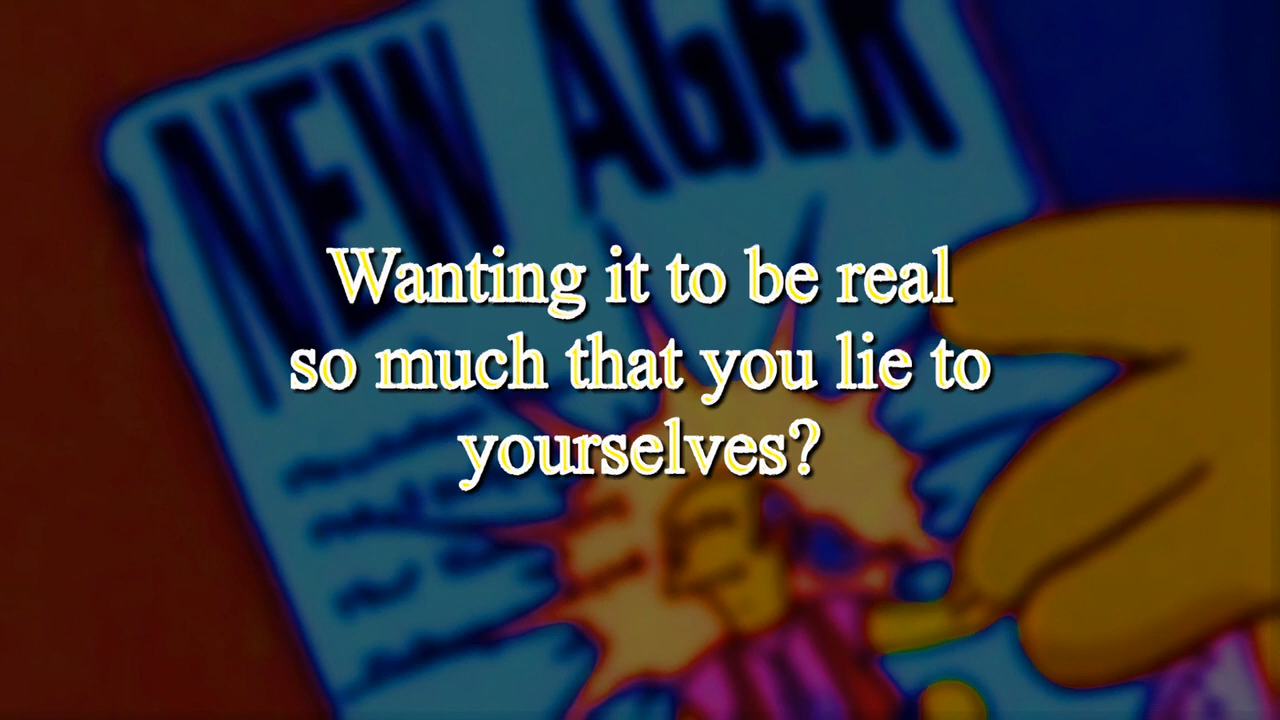 NEW AGER
Wanting it to be real
so much that you lie to
yourselves?